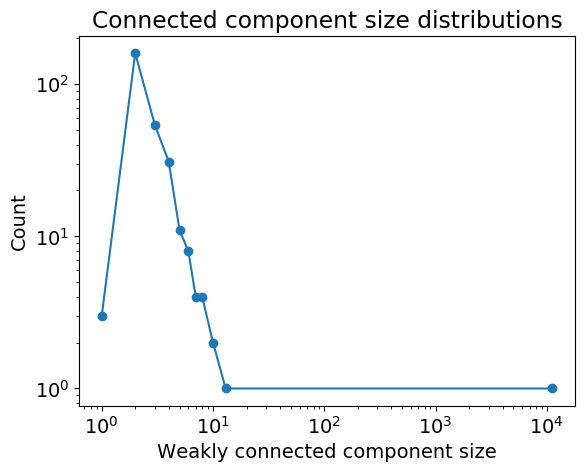 Connected component size distributions
10²
10¹
10⁰
Count
10⁰ 10¹ 10² 10³ 10⁴
Weakly connected component size